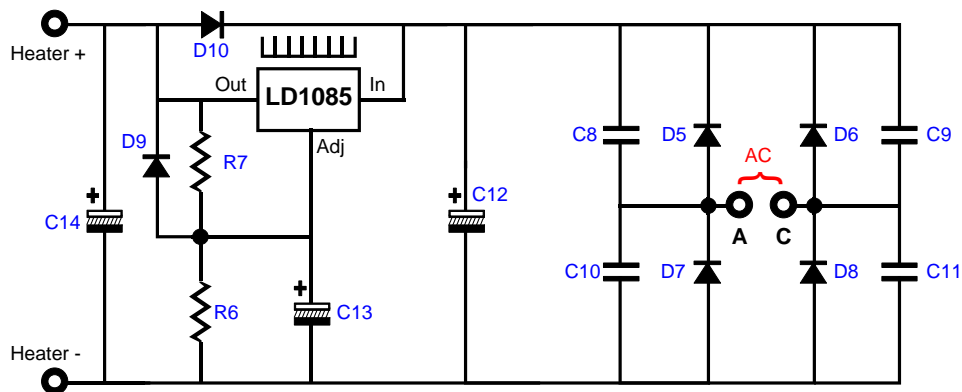 Heater +
D10
Out
LD1085
In
Adj
D9
R7
C14
+
C12
+
C8
D5
D6
C9
AC
A
C
C10
D7
D8
C11
R6
+
C13
Heater -